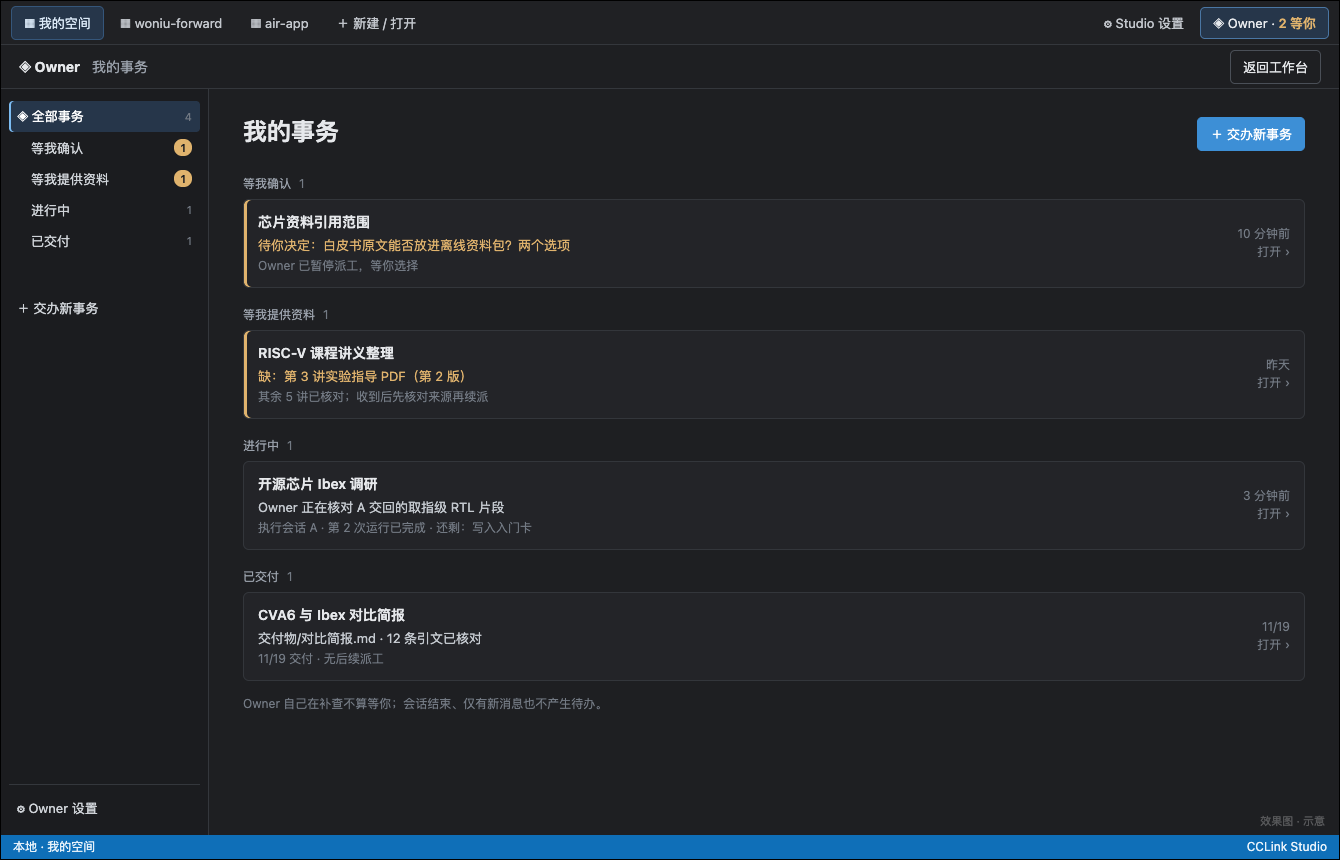 我的空间 woniu-forward air-app + 新建 / 打开 Studio 设置 Owner · 2 等你
Owner 我的事务 返回工作台
全部事务 4
等我确认 1
等我提供资料 1
进行中 1
已交付 1
+ 交办新事务
Owner 设置
我的事务
+ 交办新事务
等我确认 1
芯片资料引用范围
待你决定：白皮书原文能否放进离线资料包？两个选项
Owner 已暂停派工，等你选择
10 分钟前
打开 ›
等我提供资料 1
RISC-V 课程讲义整理
缺：第 3 讲实验指导 PDF（第 2 版）
其余 5 讲已核对；收到后先核对来源再续派
昨天
打开 ›
进行中 1
开源芯片 Ibex 调研
Owner 正在核对 A 交回的取指级 RTL 片段
执行会话 A · 第 2 次运行已完成 · 还剩：写入入门卡
3 分钟前
打开 ›
已交付 1
CVA6 与 Ibex 对比简报
交付物/对比简报.md · 12 条引文已核对
11/19 交付 · 无后续派工
11/19
打开 ›
Owner 自己在补查不算等你；会话结束、仅有新消息也不产生待办。
效果图 · 示意
本地 · 我的空间 CCLink Studio